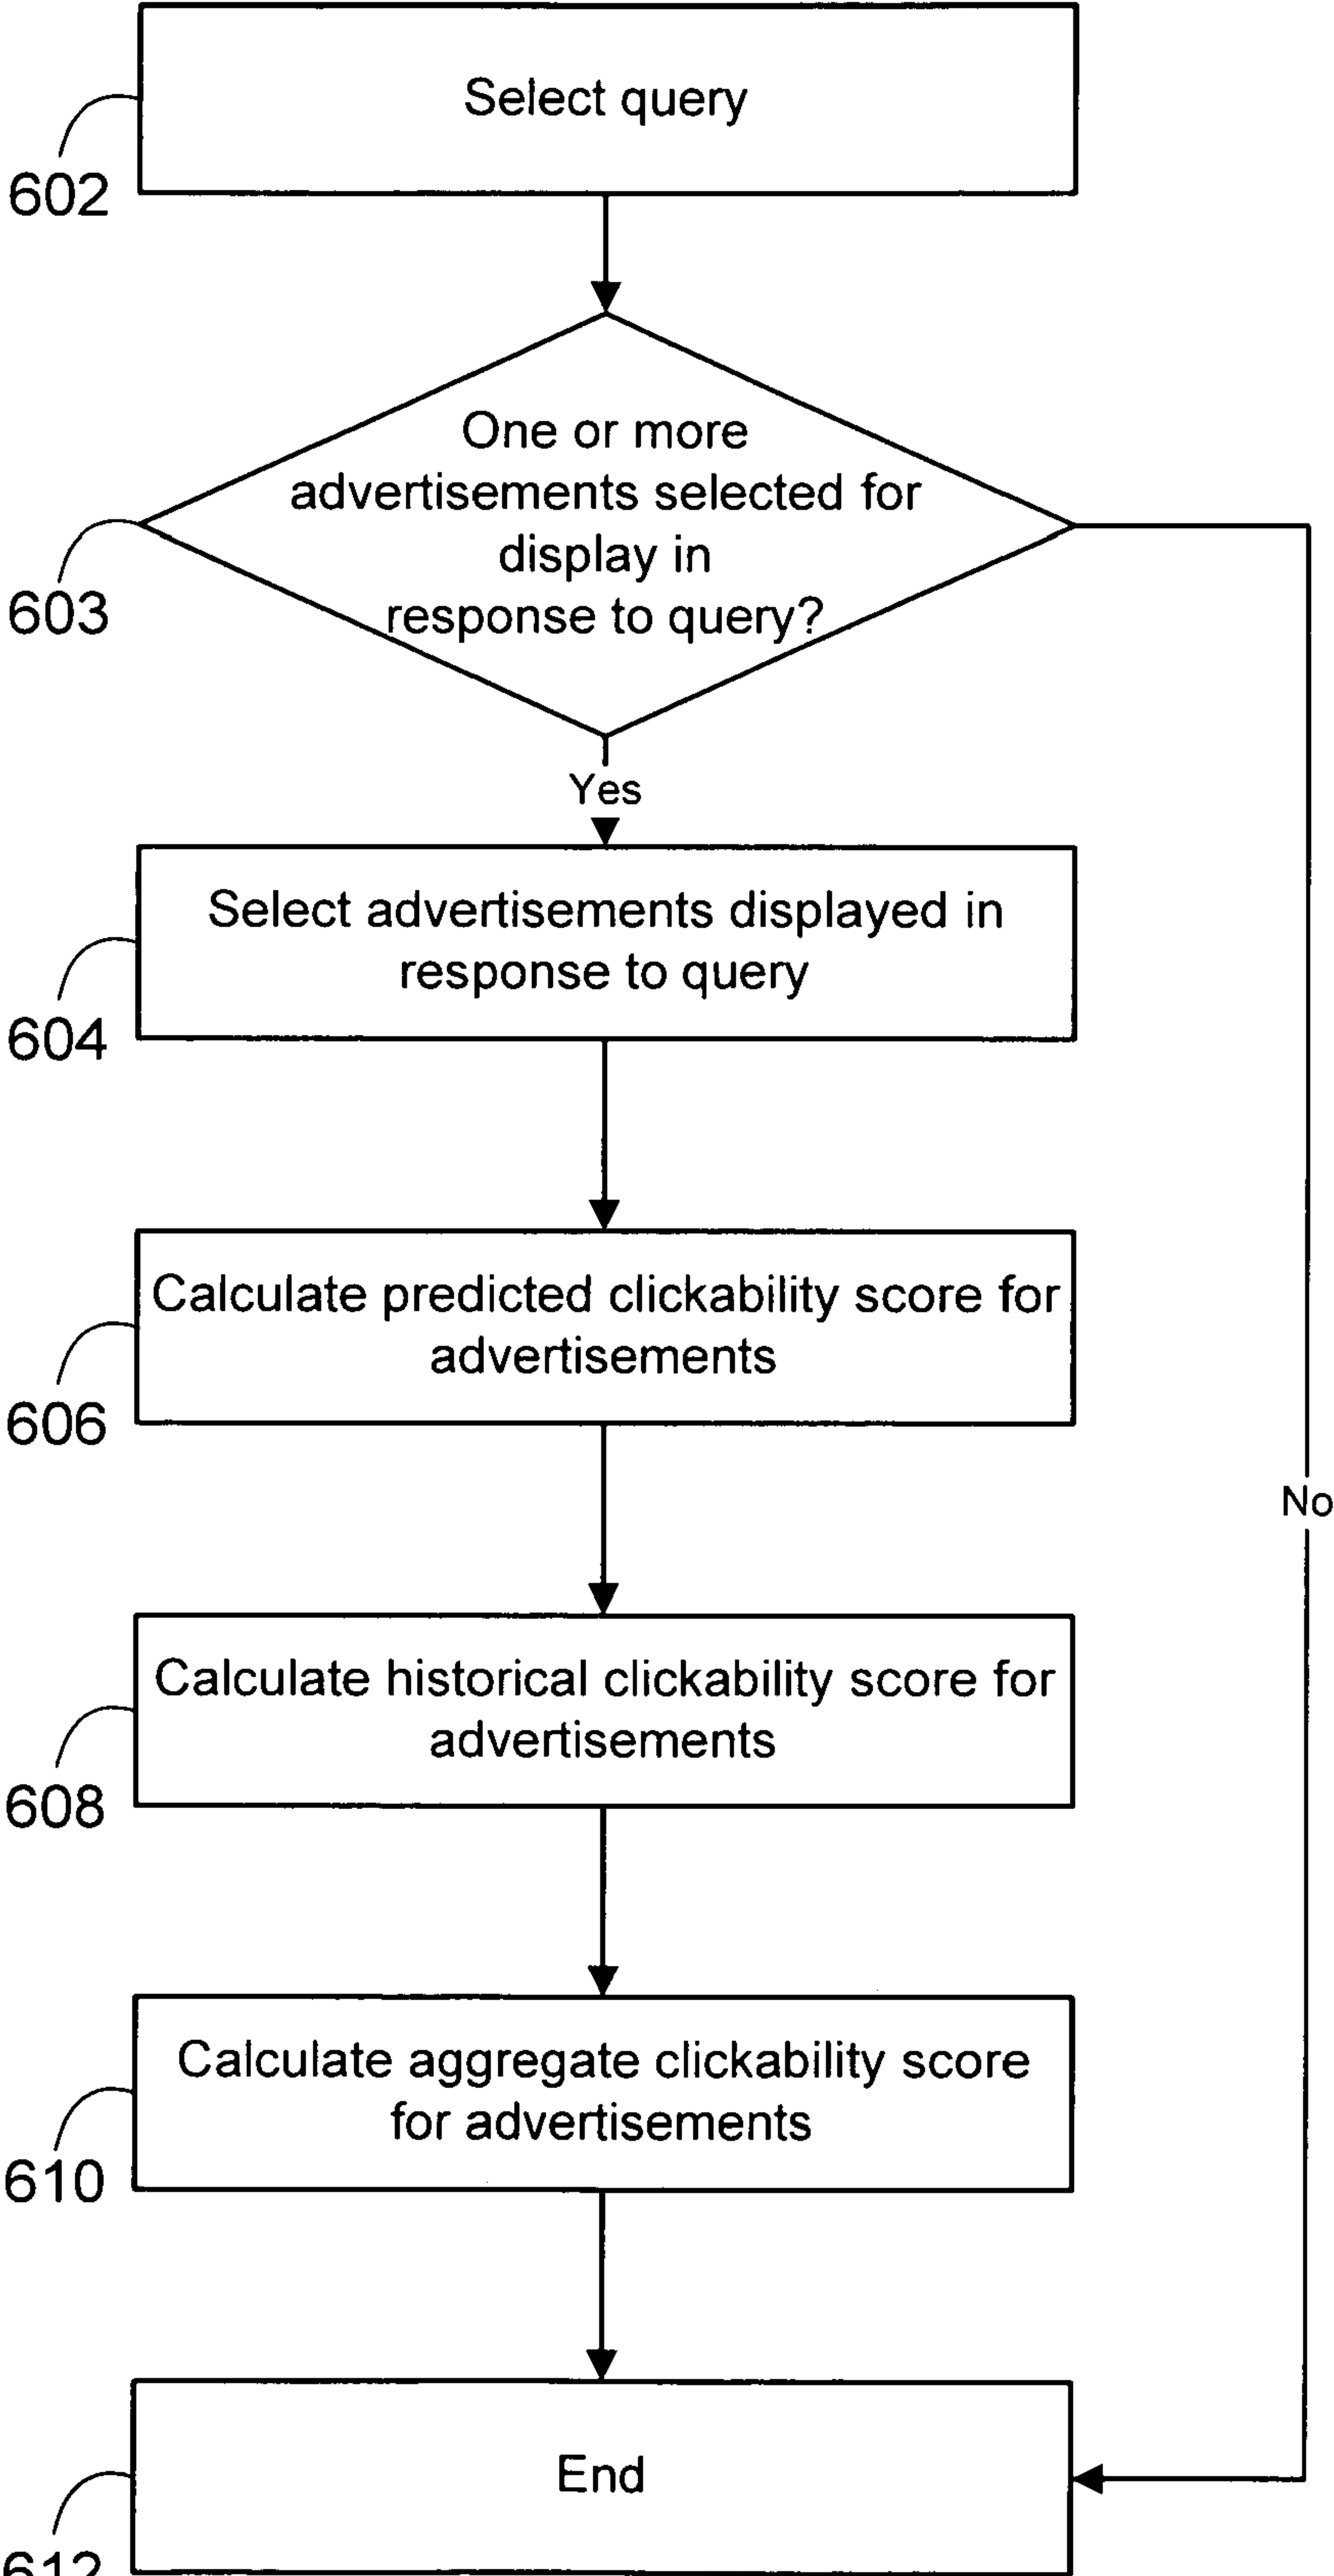 Select query
602
One or more
advertisements selected for
display in
response to query?
603
Yes
Select advertisements displayed in
response to query
604
Calculate predicted clickability score for
advertisements
606
No
Calculate historical clickability score for
advertisements
608
Calculate aggregate clickability score
for advertisements
610
End
612